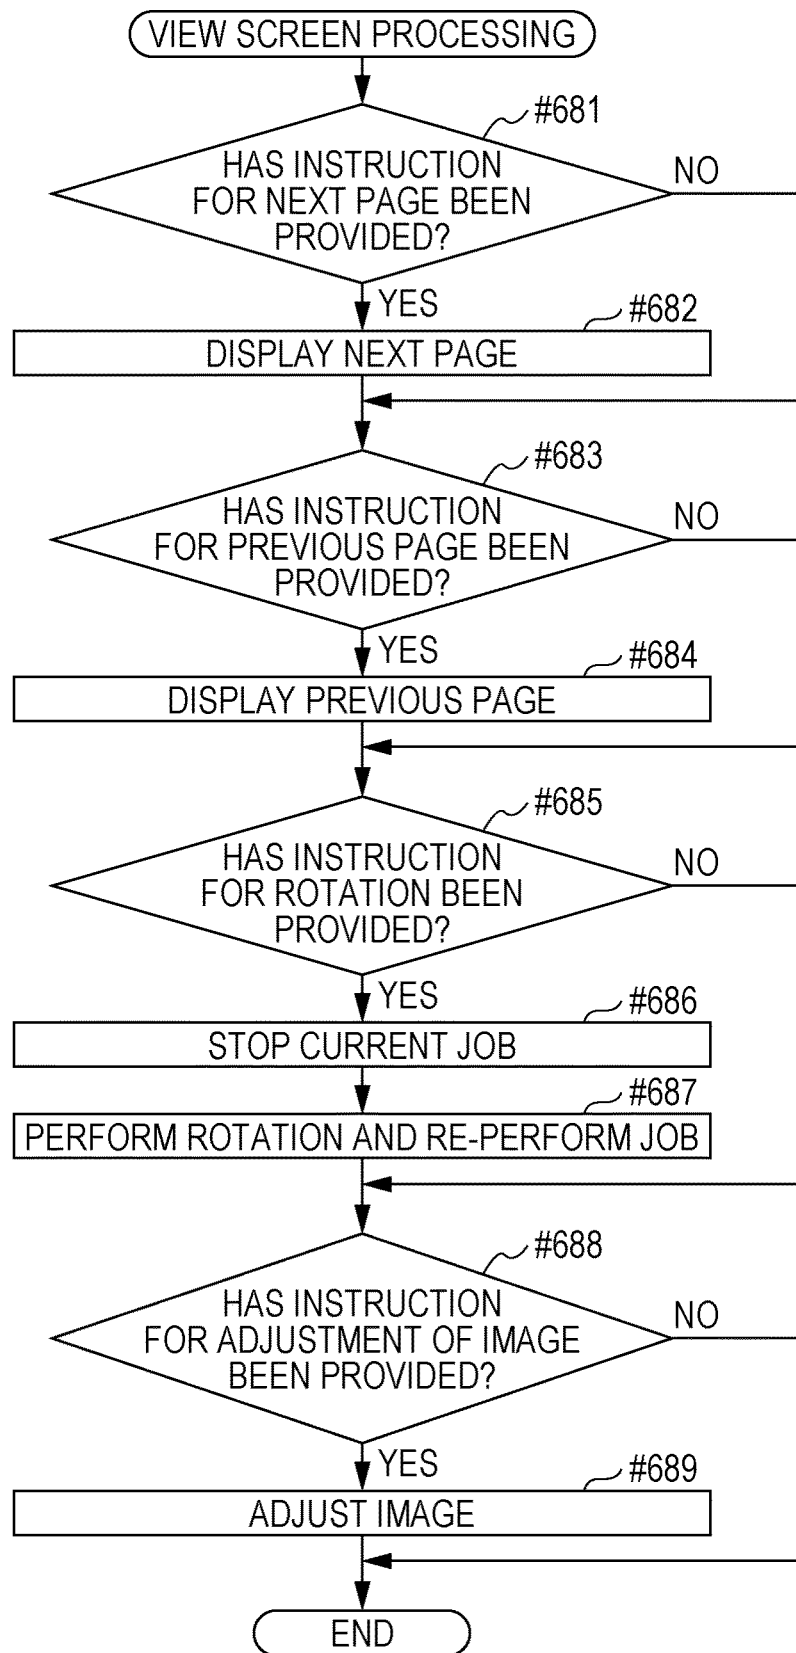 VIEW SCREEN PROCESSING
#681
HAS INSTRUCTION
FOR NEXT PAGE BEEN
PROVIDED?
NO
YES
#682
DISPLAY NEXT PAGE
#683
HAS INSTRUCTION
FOR PREVIOUS PAGE BEEN
PROVIDED?
NO
YES
#684
DISPLAY PREVIOUS PAGE
#685
HAS INSTRUCTION
FOR ROTATION BEEN
PROVIDED?
NO
YES
#686
STOP CURRENT JOB
#687
PERFORM ROTATION AND RE-PERFORM JOB
#688
HAS INSTRUCTION
FOR ADJUSTMENT OF IMAGE
BEEN PROVIDED?
NO
YES
#689
ADJUST IMAGE
END